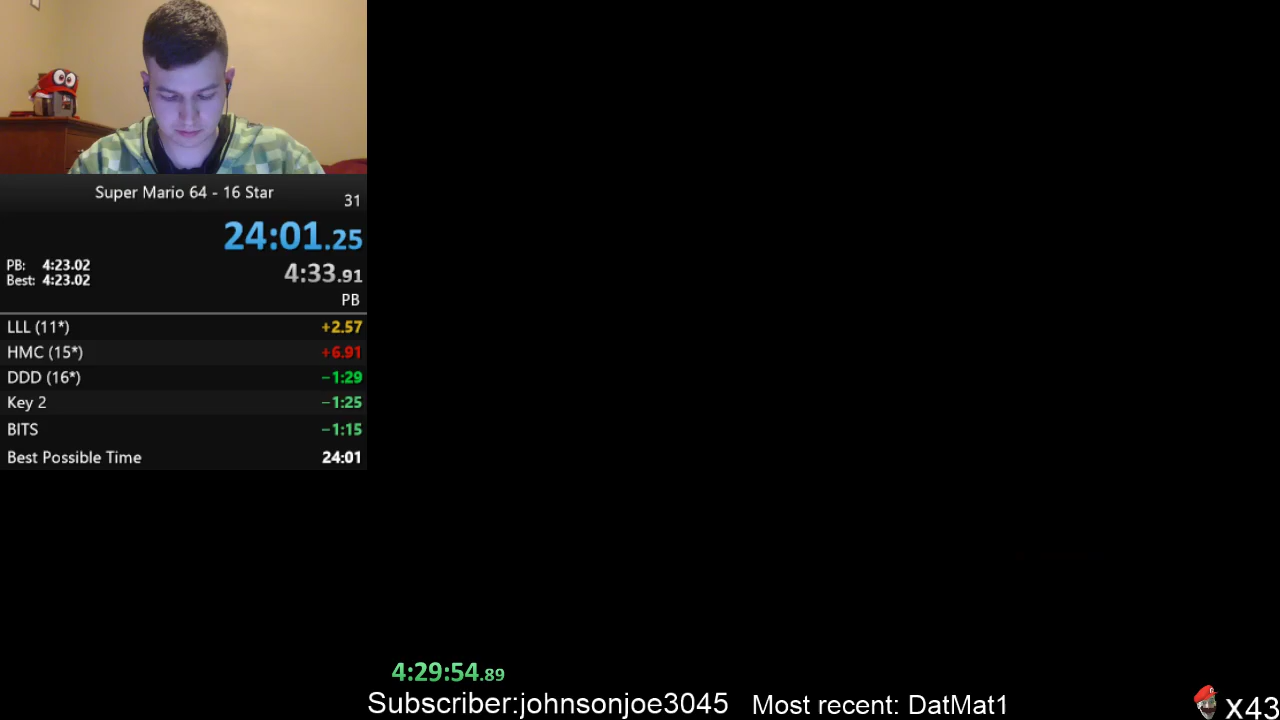 Super Mario 64 - 16 Star
31
24:01.25
PB: 4:23.02
Best: 4:23.02
4:33.91
PB
LLL (11*) +2.57
HMC (15*) +6.91
DDD (16*) −1:29
Key 2 −1:25
BITS −1:15
Best Possible Time 24:01
4:29:54.89
Subscriber:johnsonjoe3045 Most recent: DatMat1
x43